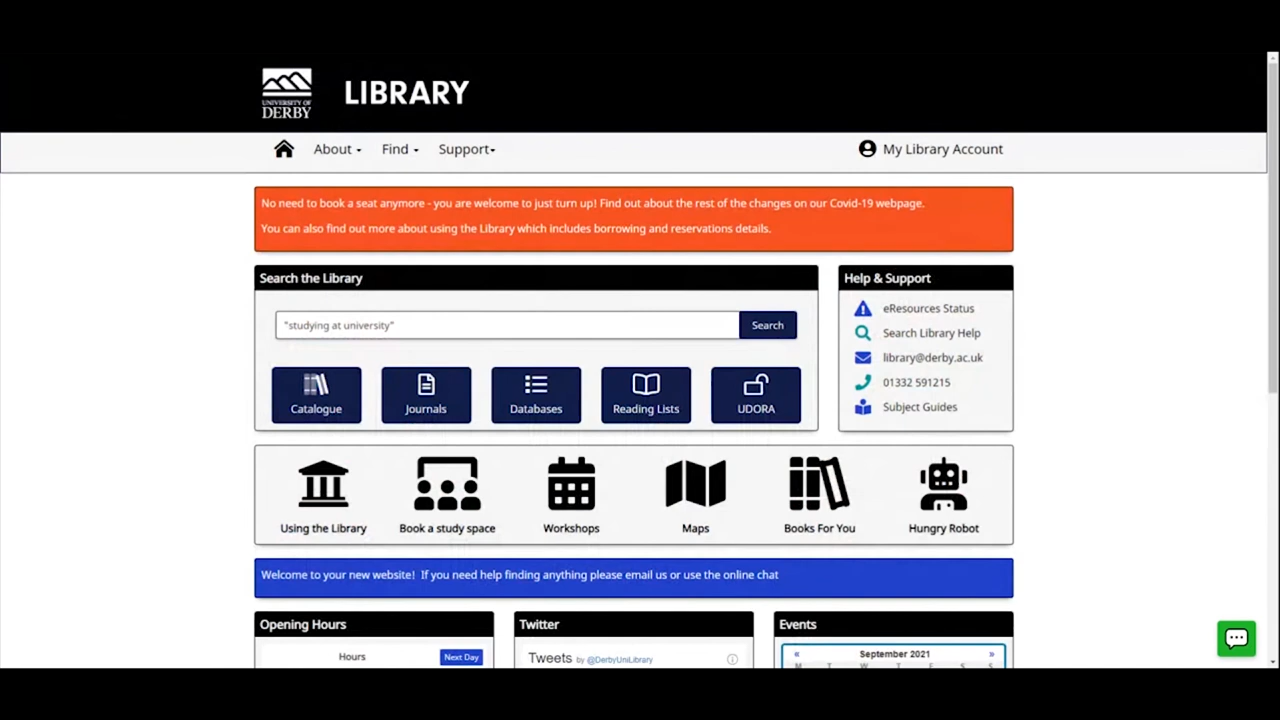 UNIVERSITY OF
DERBY
LIBRARY
About
Find
Support
My Library Account
No need to book a seat anymore - you are welcome to just turn up! Find out about the rest of the changes on our Covid-19 webpage.
You can also find out more about using the Library which includes borrowing and reservations details.
Search the Library
"studying at university"
Search
Catalogue
Journals
Databases
Reading Lists
UDORA
Help & Support
eResources Status
Search Library Help
library@derby.ac.uk
01332 591215
Subject Guides
Using the Library
Book a study space
Workshops
Maps
Books For You
Hungry Robot
Welcome to your new website! If you need help finding anything please email us or use the online chat
Opening Hours
Hours
Next Day
Twitter
Tweets by @DerbyUniLibrary
Events
« September 2021 »
M T W T F S S